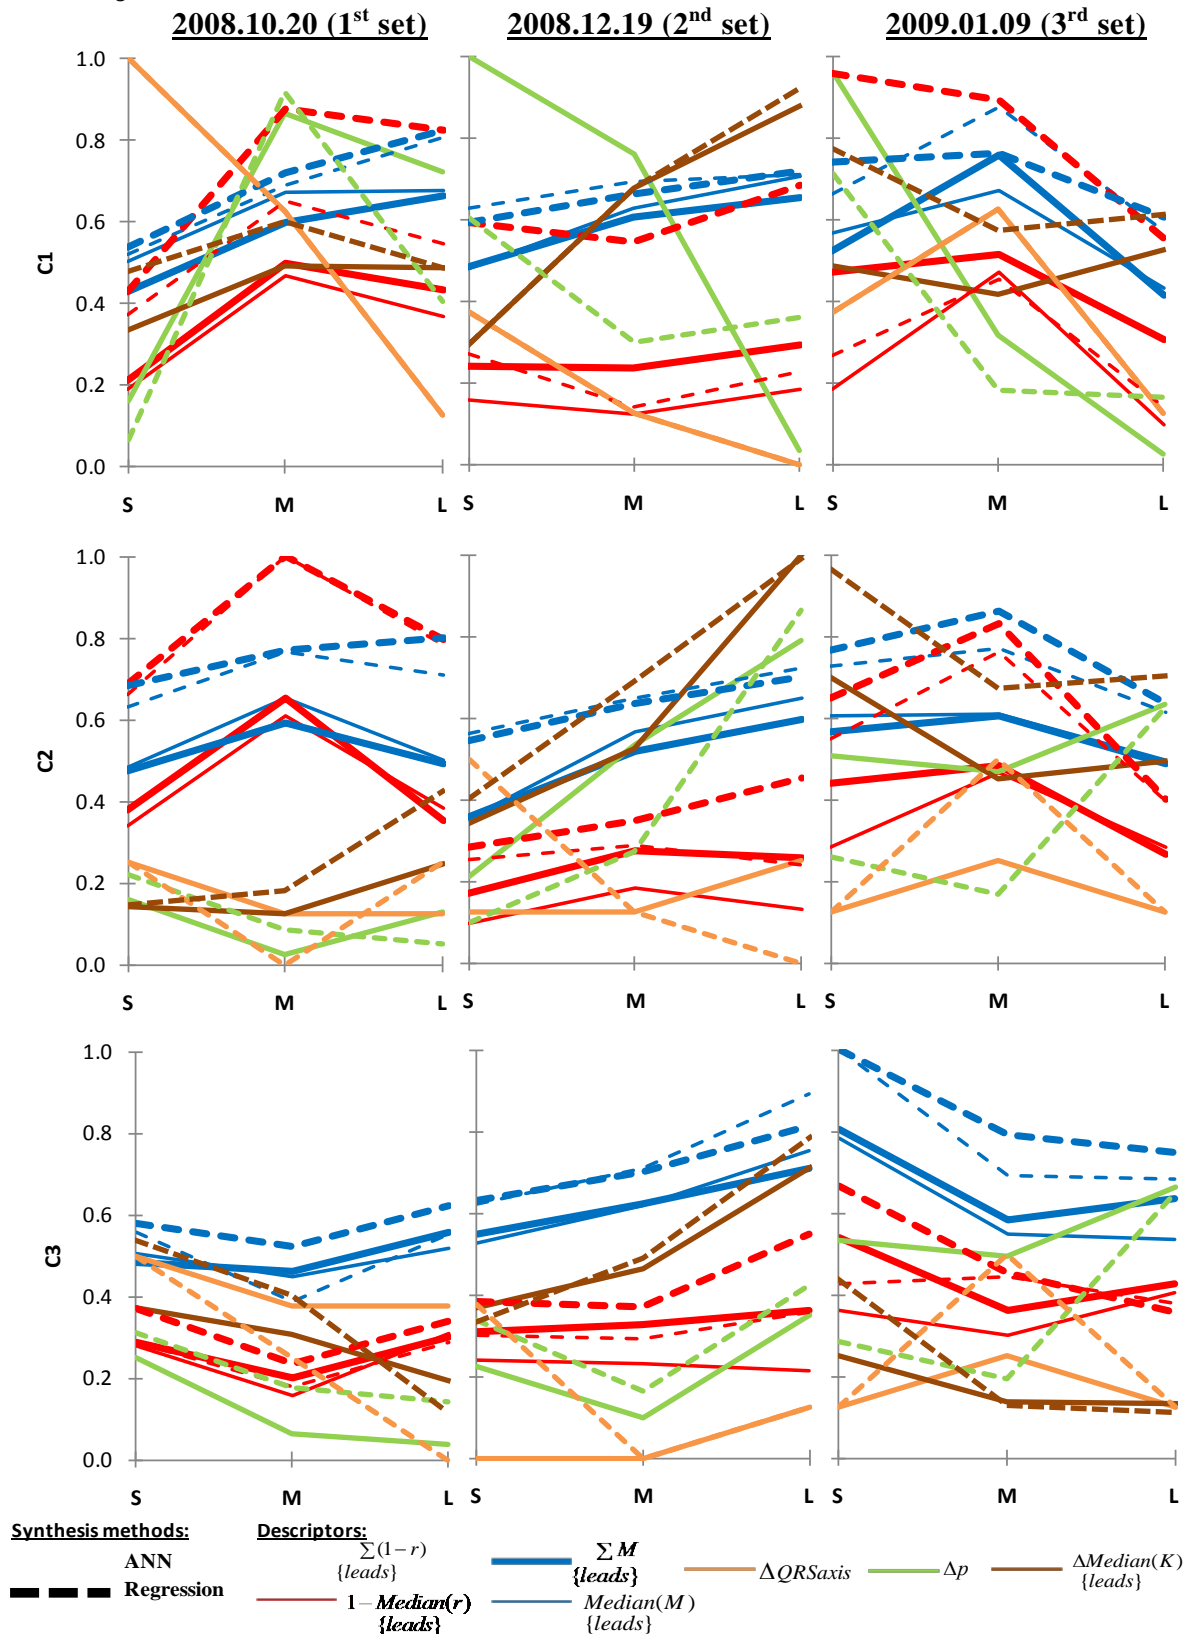 2008.10.20 (1st set) 2008.12.19 (2nd set) 2009.01.09 (3rd set)
1.0
0.8
0.6
0.4
0.2
0.0
C1
S M L S M L S M L
1.0
0.8
0.6
0.4
0.2
0.0
C2
S M L S M L S M L
1.0
0.8
0.6
0.4
0.2
0.0
C3
S M L S M L S M L
Synthesis methods: Descriptors:
ANN
Regression
∑(1−r)
{leads}
∑M
{leads}
ΔQRSaxis
Δp
ΔMedian(K)
{leads}
1−Median(r)
{leads}
Median(M)
{leads}